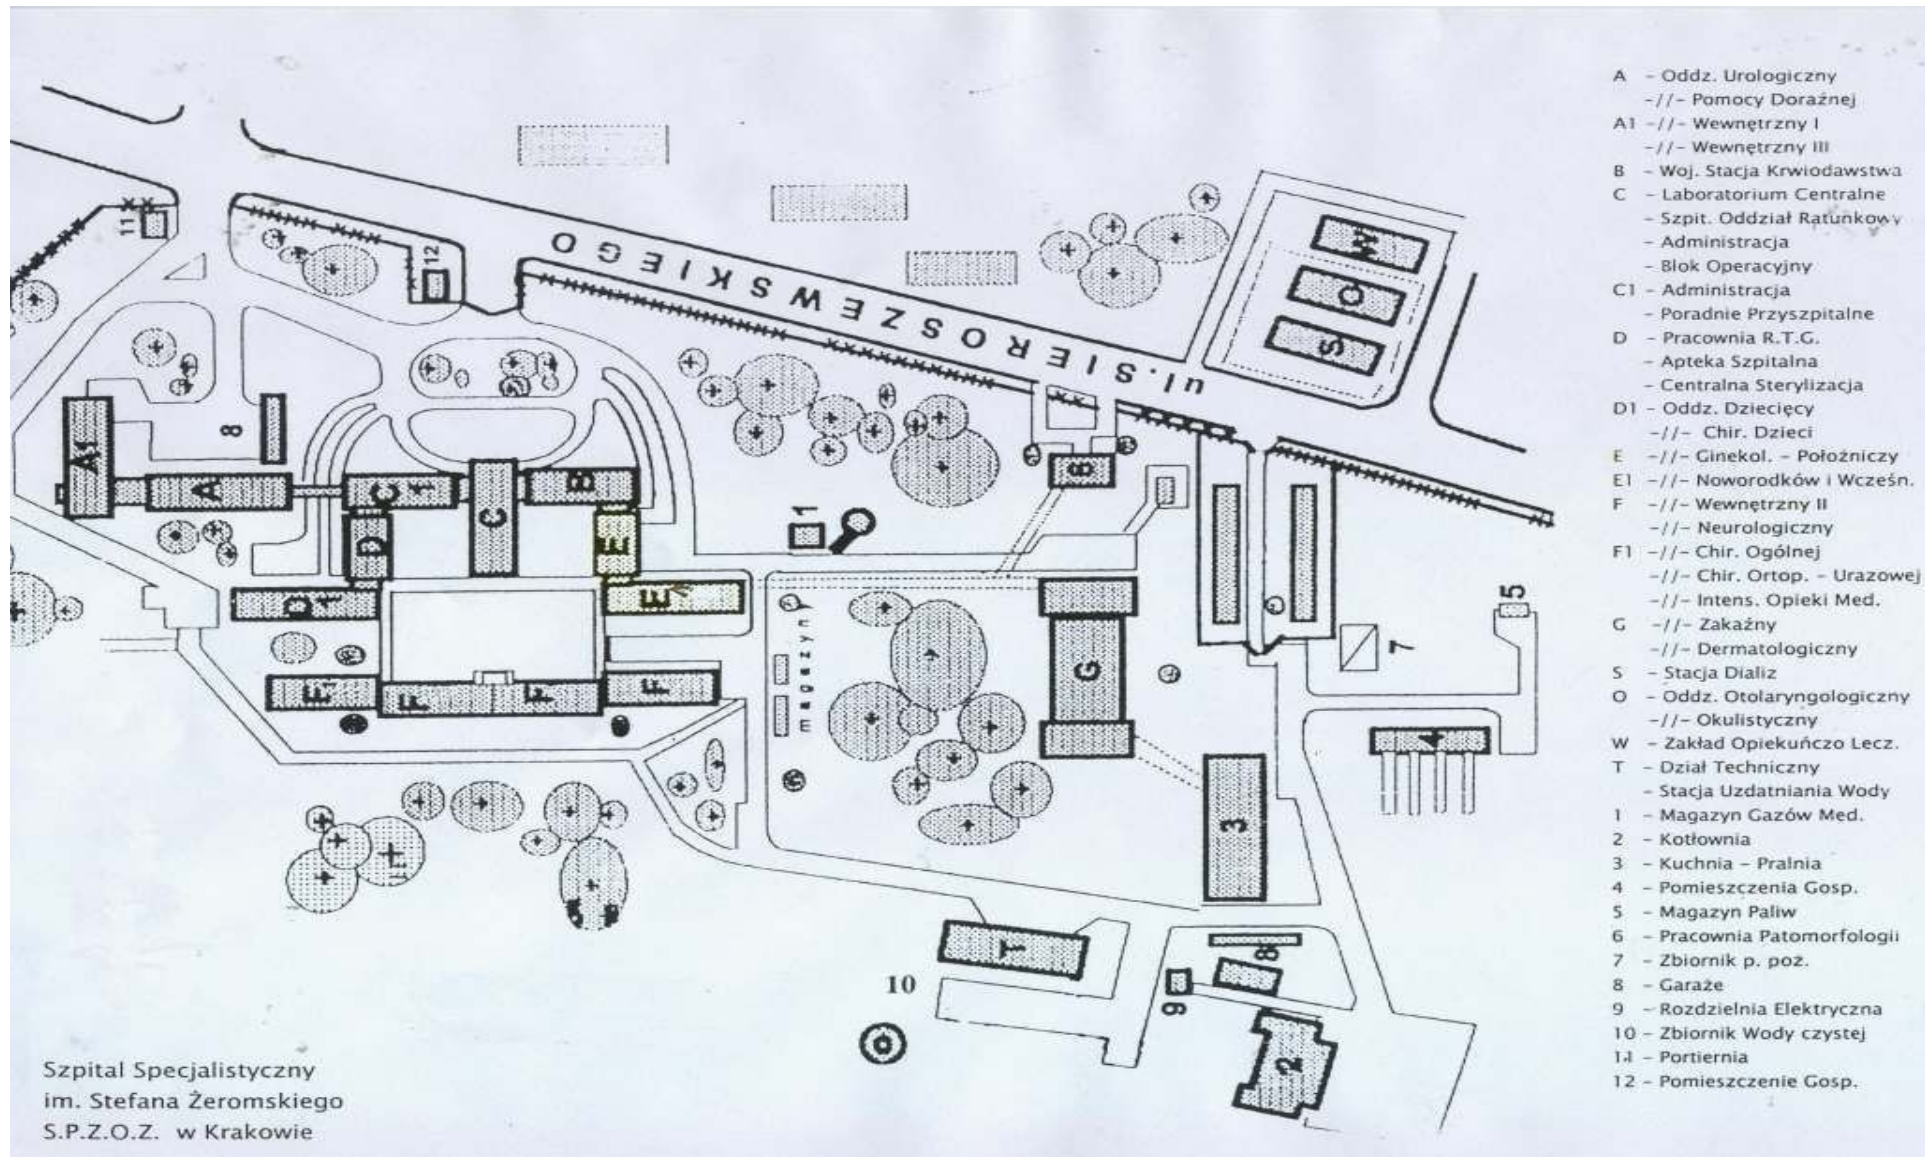 ul. SIEROSZEWSKIEGO
11
12
W
O
S
8
A1
A
C1
C
B
D
E
1
D1
E
F1
F
F
F
magazyny
G
5
7
4
3
T
10
8
9
2
A - Oddz. Urologiczny
-//- Pomocy Doraźnej
A1 -//- Wewnętrzny I
-//- Wewnętrzny III
B - Woj. Stacja Krwiodawstwa
C - Laboratorium Centralne
- Szpit. Oddział Ratunkowy
- Administracja
- Blok Operacyjny
C1 - Administracja
- Poradnie Przyszpitalne
D - Pracownia R.T.G.
- Apteka Szpitalna
- Centralna Sterylizacja
D1 - Oddz. Dziecięcy
-//- Chir. Dzieci
E -//- Ginekol. - Położniczy
E1 -//- Noworodków i Wcześn.
F -//- Wewnętrzny II
-//- Neurologiczny
F1 -//- Chir. Ogólnej
-//- Chir. Ortop. - Urazowej
-//- Intens. Opieki Med.
G -//- Zakaźny
-//- Dermatologiczny
S - Stacja Dializ
O - Oddz. Otolaryngologiczny
-//- Okulistyczny
W - Zakład Opiekuńczo Lecz.
T - Dział Techniczny
- Stacja Uzdatniania Wody
1 - Magazyn Gazów Med.
2 - Kotłownia
3 - Kuchnia - Pralnia
4 - Pomieszczenia Gosp.
5 - Magazyn Paliw
6 - Pracownia Patomorfologii
7 - Zbiornik p. poż.
8 - Garaże
9 - Rozdzielnia Elektryczna
10 - Zbiornik Wody czystej
11 - Portiernia
12 - Pomieszczenie Gosp.
Szpital Specjalistyczny
im. Stefana Żeromskiego
S.P.Z.O.Z. w Krakowie